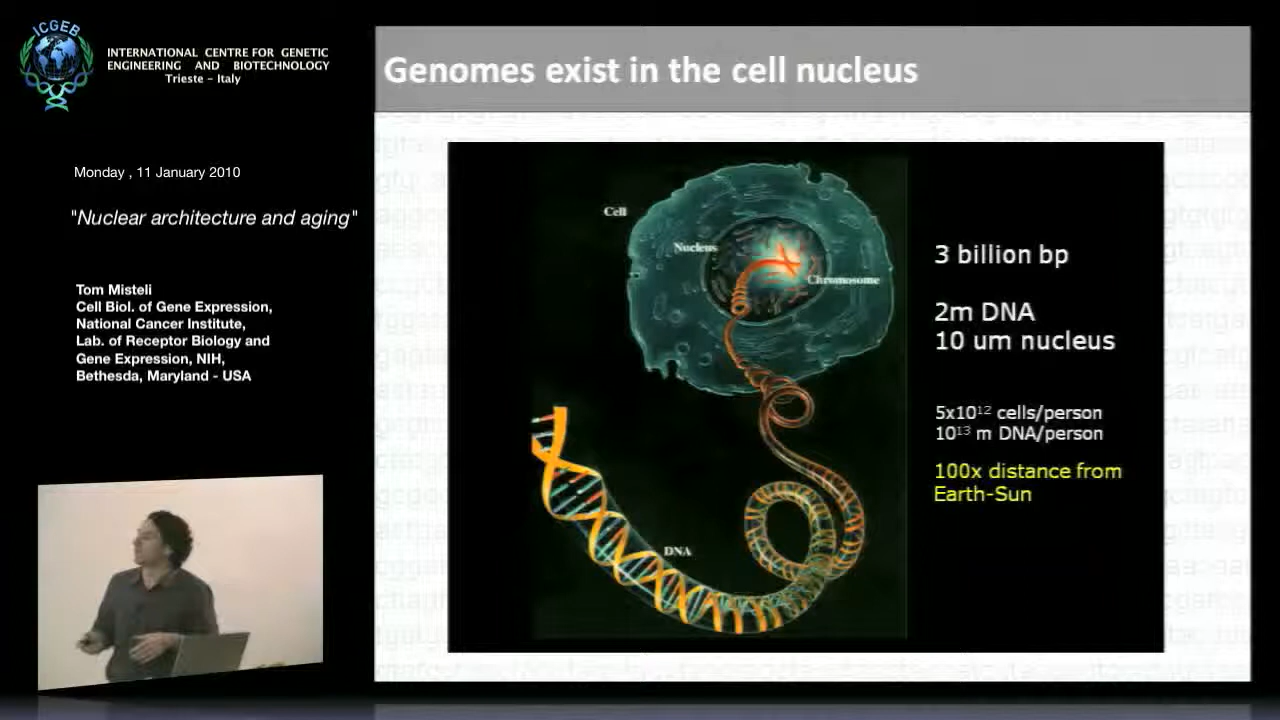 ICGEB
INTERNATIONAL CENTRE FOR GENETIC
ENGINEERING AND BIOTECHNOLOGY
Trieste - Italy
Monday , 11 January 2010
"Nuclear architecture and aging"
Tom Misteli
Cell Biol. of Gene Expression,
National Cancer Institute,
Lab. of Receptor Biology and
Gene Expression, NIH,
Bethesda, Maryland - USA
Genomes exist in the cell nucleus
Cell
Nucleus
Chromosome
DNA
3 billion bp
2m DNA
10 um nucleus
5x10¹² cells/person
10¹³ m DNA/person
100x distance from
Earth-Sun